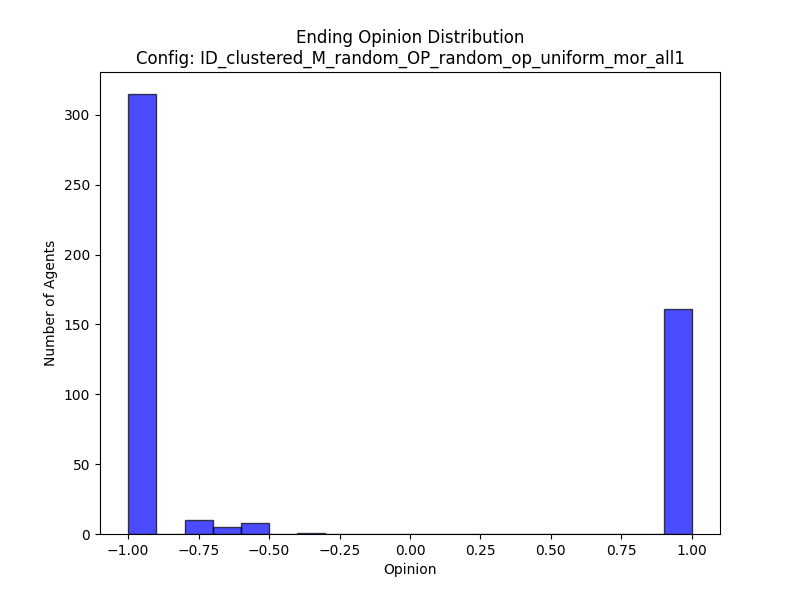 Ending Opinion Distribution
Config: ID_clustered_M_random_OP_random_op_uniform_mor_all1
Number of Agents
300
250
200
150
100
50
0
−1.00 −0.75 −0.50 −0.25 0.00 0.25 0.50 0.75 1.00
Opinion